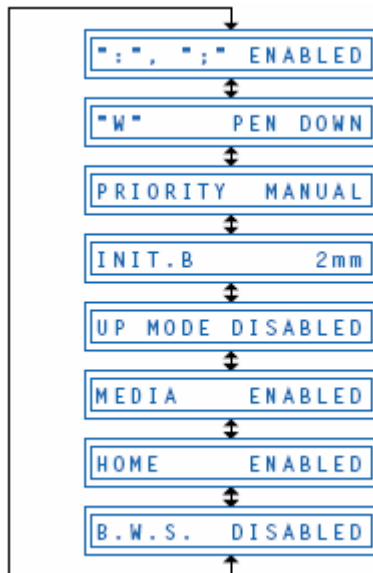 ":", ";" ENABLED
"W" PEN DOWN
PRIORITY MANUAL
INIT.B 2mm
UP MODE DISABLED
MEDIA ENABLED
HOME ENABLED
B.W.S. DISABLED